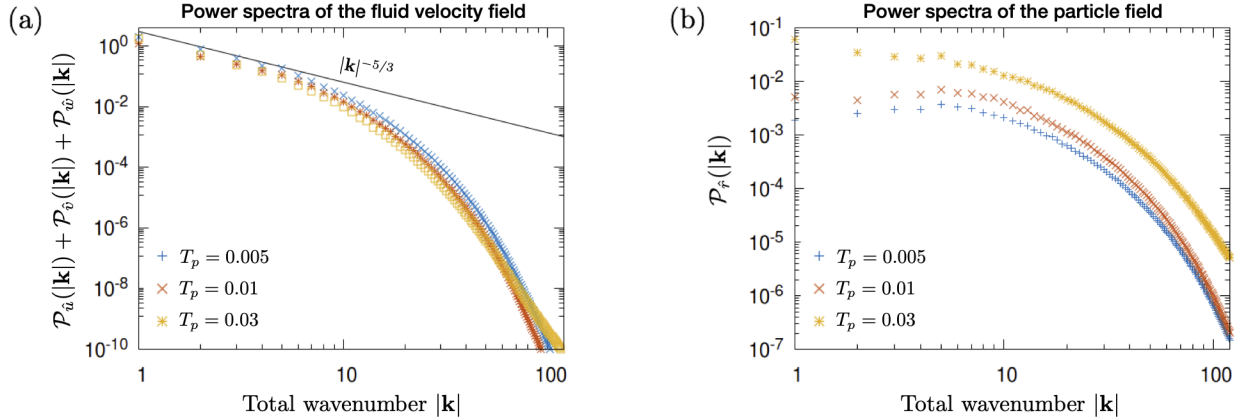 (a)
Power spectra of the fluid velocity field
10^0
10^-2
10^-4
10^-6
10^-8
10^-10
𝒫_û(|𝐤|) + 𝒫_v̂(|𝐤|) + 𝒫_ŵ(|𝐤|)
|𝐤|^{-5/3}
T_p = 0.005
T_p = 0.01
T_p = 0.03
1 10 100
Total wavenumber |𝐤|
(b)
Power spectra of the particle field
10^-1
10^-2
10^-3
10^-4
10^-5
10^-6
10^-7
𝒫_r̂(|𝐤|)
T_p = 0.005
T_p = 0.01
T_p = 0.03
1 10 100
Total wavenumber |𝐤|